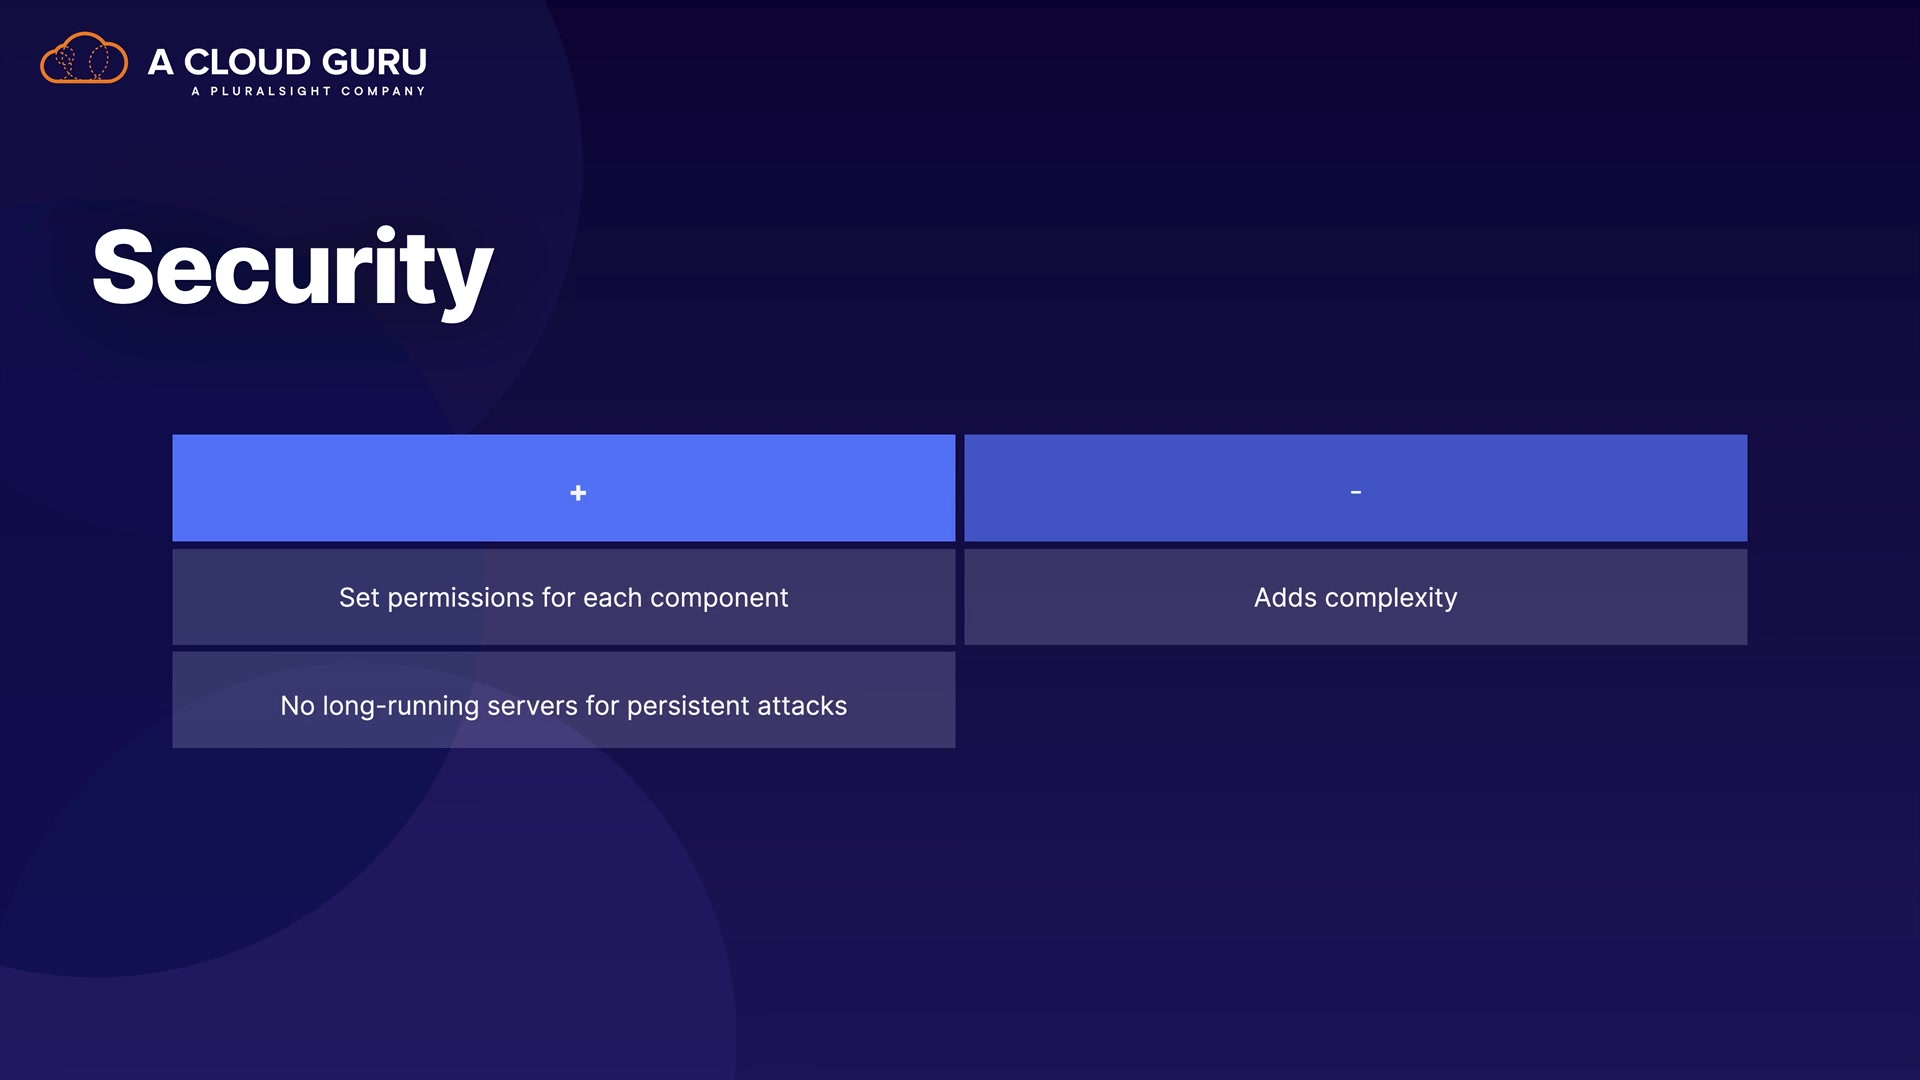 A CLOUD GURU
A PLURALSIGHT COMPANY
Security
+
-
Set permissions for each component
Adds complexity
No long-running servers for persistent attacks